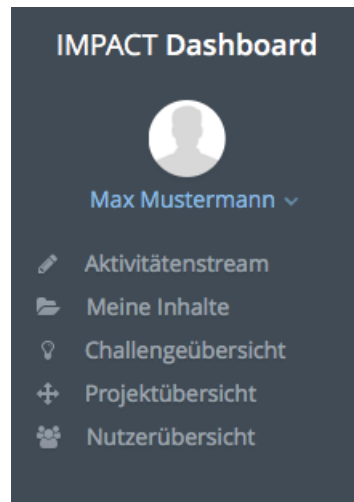 IMPACT Dashboard
Max Mustermann
Aktivitätenstream
Meine Inhalte
Challengeübersicht
Projektübersicht
Nutzerübersicht